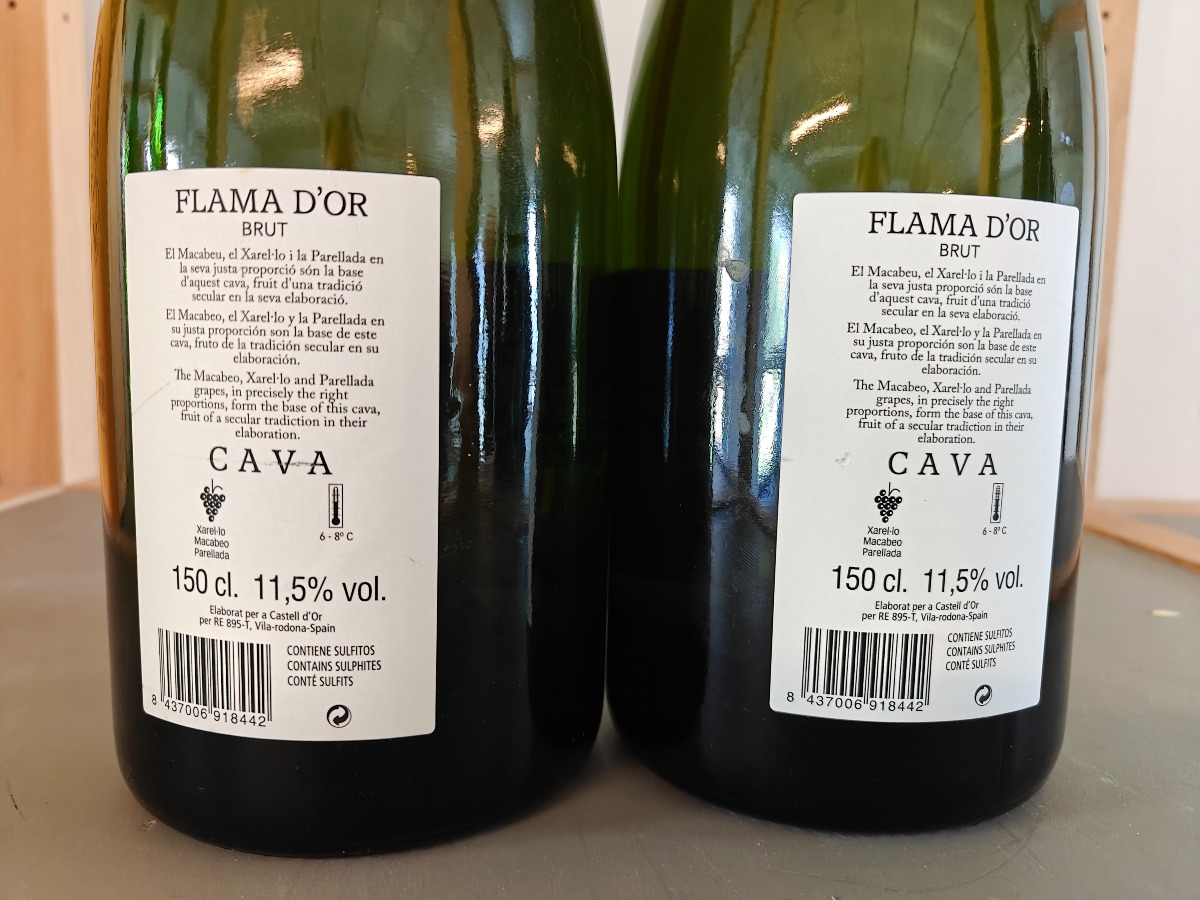 FLAMA D'OR
BRUT
El Macabeu, el Xarel·lo i la Parellada en
la seva justa proporció són la base
d'aquest cava, fruit d'una tradició
secular en la seva elaboració.
El Macabeo, el Xarel·lo y la Parellada en
su justa proporción son la base de este
cava, fruto de la tradición secular en su
elaboración.
The Macabeo, Xarel·lo and Parellada
grapes, in precisely the right
proportions, form the base of this cava,
fruit of a secular tradiction in their
elaboration.
CAVA
Xarel·lo
Macabeo
Parellada
6 - 8º C
150 cl. 11,5% vol.
Elaborat per a Castell d'Or
per RE 895-T, Vila-rodona-Spain
CONTIENE SULFITOS
CONTAINS SULPHITES
CONTÉ SULFITS
8 437006 918442
FLAMA D'OR
BRUT
El Macabeu, el Xarel·lo i la Parellada en
la seva justa proporció són la base
d'aquest cava, fruit d'una tradició
secular en la seva elaboració.
El Macabeo, el Xarel·lo y la Parellada en
su justa proporción son la base de este
cava, fruto de la tradición secular en su
elaboración.
The Macabeo, Xarel·lo and Parellada
grapes, in precisely the right
proportions, form the base of this cava,
fruit of a secular tradiction in their
elaboration.
CAVA
Xarel·lo
Macabeo
Parellada
6 - 8º C
150 cl. 11,5% vol.
Elaborat per a Castell d'Or
per RE 895-T, Vila-rodona-Spain
CONTIENE SULFITOS
CONTAINS SULPHITES
CONTÉ SULFITS
8 437006 918442